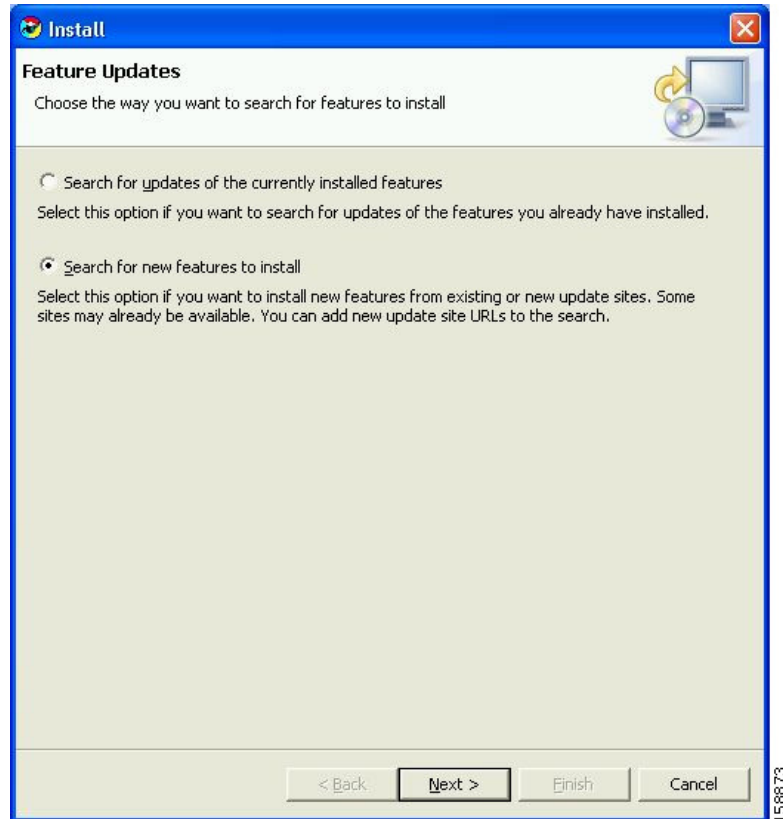 Install
Feature Updates
Choose the way you want to search for features to install
Search for updates of the currently installed features
Select this option if you want to search for updates of the features you already have installed.
Search for new features to install
Select this option if you want to install new features from existing or new update sites. Some
sites may already be available. You can add new update site URLs to the search.
< Back
Next >
Finish
Cancel
158873